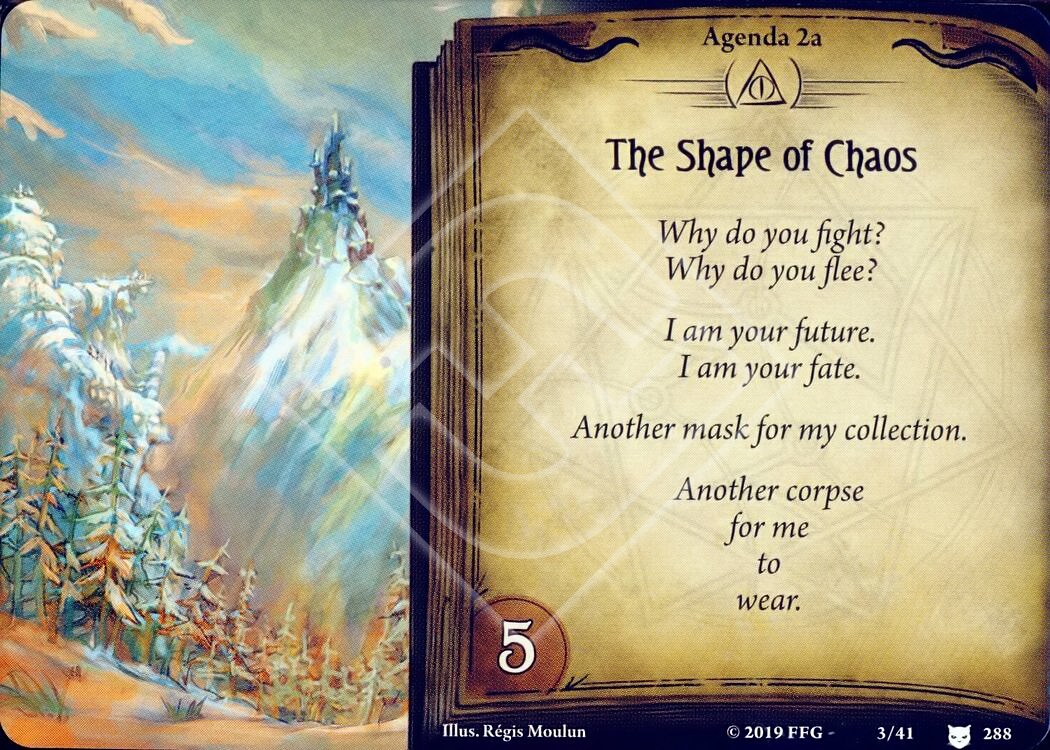 Agenda 2a
The Shape of Chaos
Why do you fight?
Why do you flee?
I am your future.
I am your fate.
Another mask for my collection.
Another corpse
for me
to
wear.
5
Illus. Régis Moulun
© 2019 FFG
3/41
288